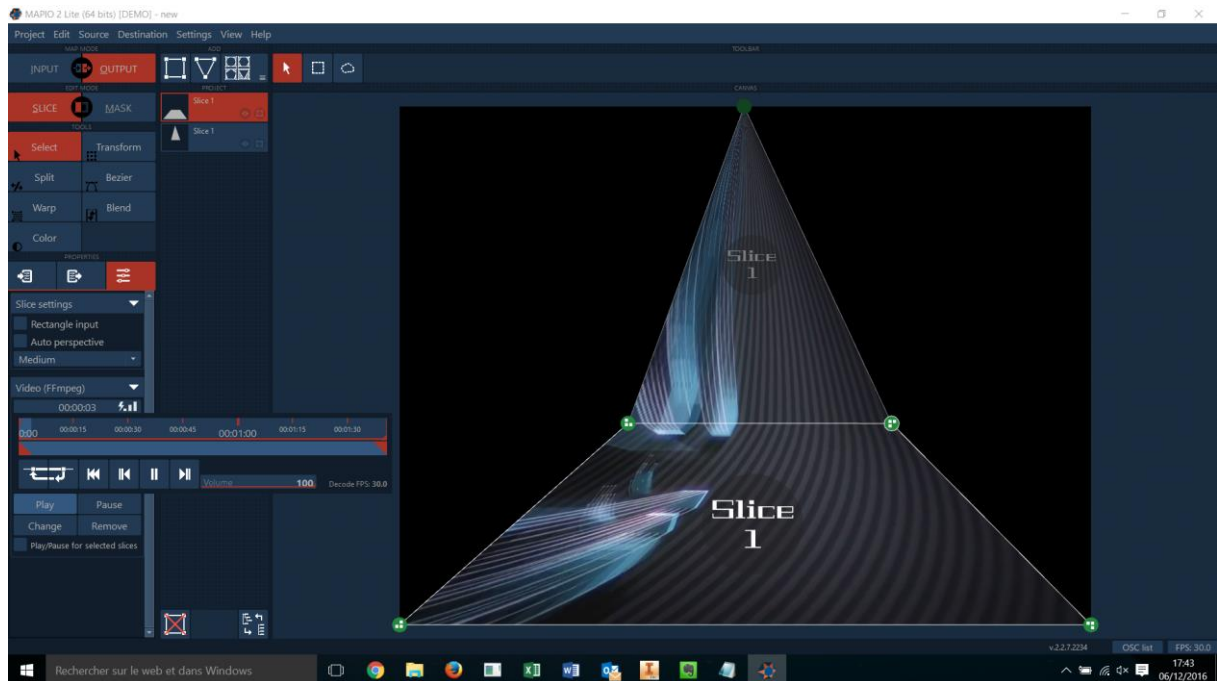 MAPIO 2 Lite (64 bits) [DEMO] - new
Project Edit Source Destination Settings View Help
MAP MODE
ADD
TOOLBAR
INPUT OUTPUT
EDIT MODE
PROJECT
CANVAS
SLICE MASK
Slice 1
TOOLS
Select Transform
Slice 1
Split Bezier
Warp Blend
Color
PROPERTIES
Slice 1
Slice settings
Rectangle input
Auto perspective
Medium
Video (FFmpeg)
00:00:03
0:00 00:00:15 00:00:30 00:00:45 00:01:00 00:01:15 00:01:30
Volume 100 Decode FPS: 30.0
Play Pause
Change Remove
Play/Pause for selected slices
Slice
1
v.2.2.7.2234 OSC list FPS: 30.0
Rechercher sur le web et dans Windows
17:43
06/12/2016